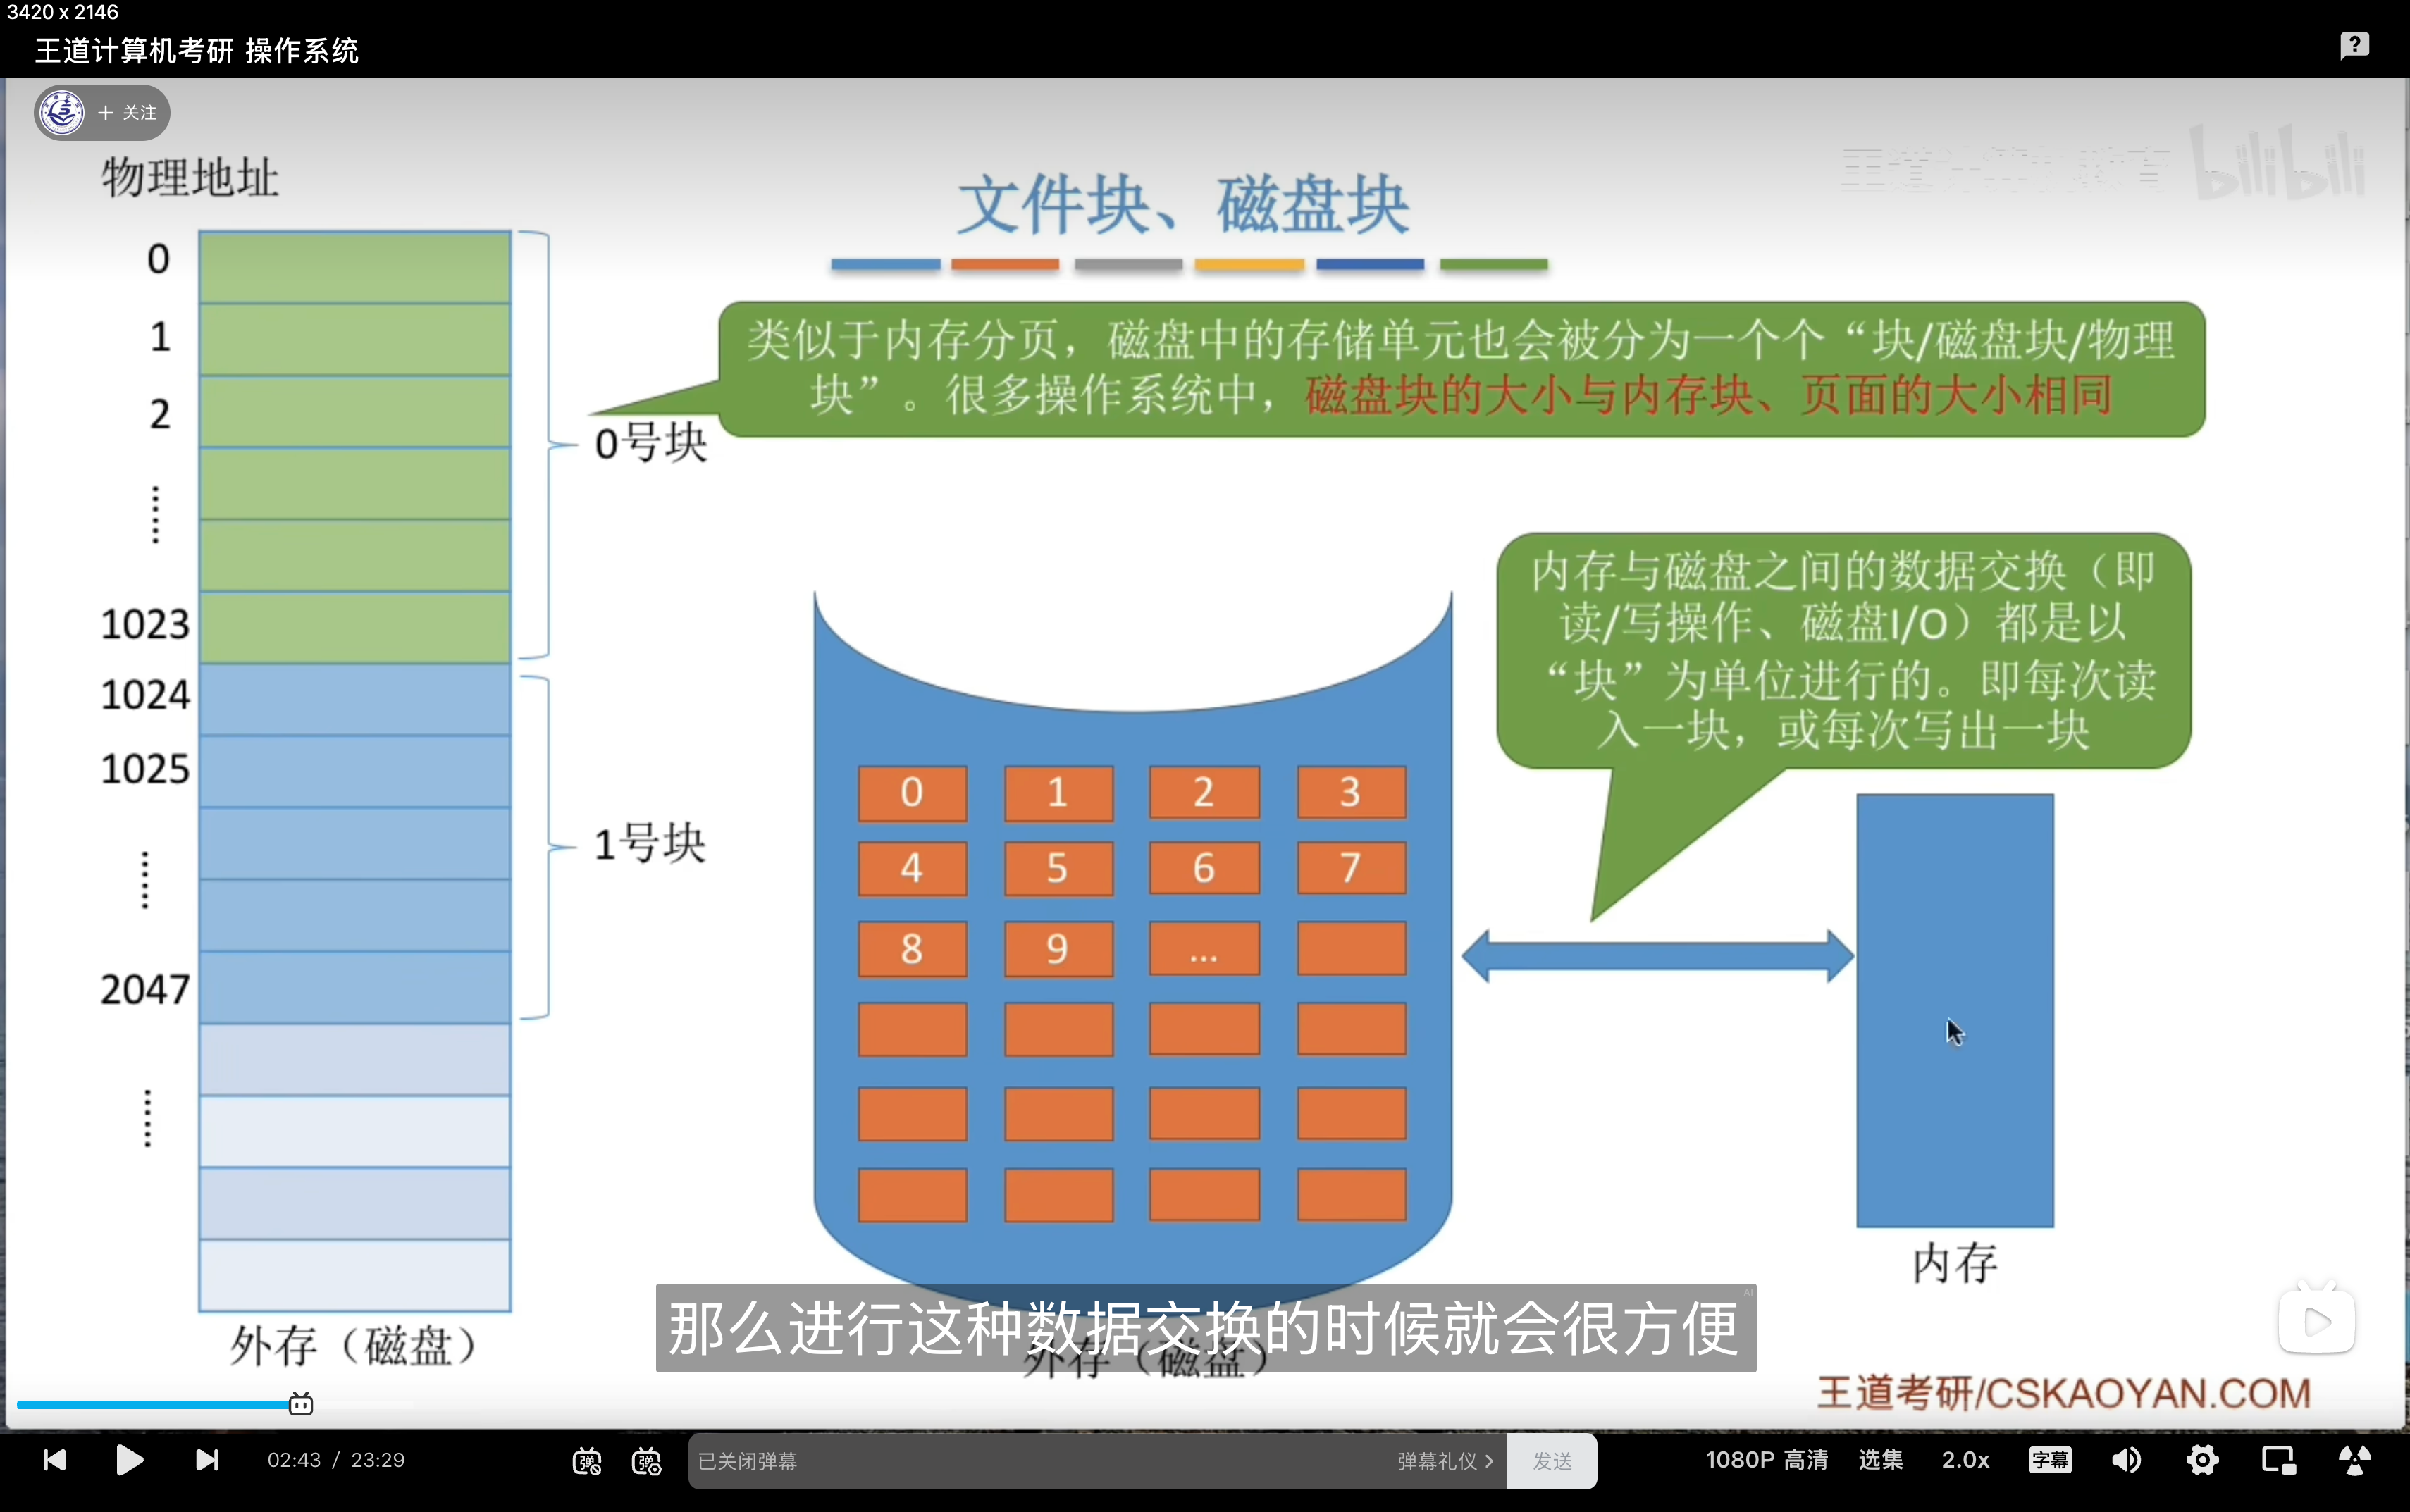 3420 x 2146
王道计算机考研 操作系统
+ 关注
bilibili
物理地址
文件块、磁盘块
0
1
2
……
1023
1024
1025
……
2047
……
0号块
1号块
类似于内存分页，磁盘中的存储单元也会被分为一个个“块/磁盘块/物理
块”。很多操作系统中，磁盘块的大小与内存块、页面的大小相同
内存与磁盘之间的数据交换（即
读/写操作、磁盘I/O）都是以
“块”为单位进行的。即每次读
入一块，或每次写出一块
0 1 2 3
4 5 6 7
8 9 ...
内存
外存（磁盘）
那么进行这种数据交换的时候就会很方便
AI
外存（磁盘）
王道考研/CSKAOYAN.COM
02:43 / 23:29
弹 弹
已关闭弹幕
弹幕礼仪 >
发送
1080P 高清
选集
2.0x
字幕